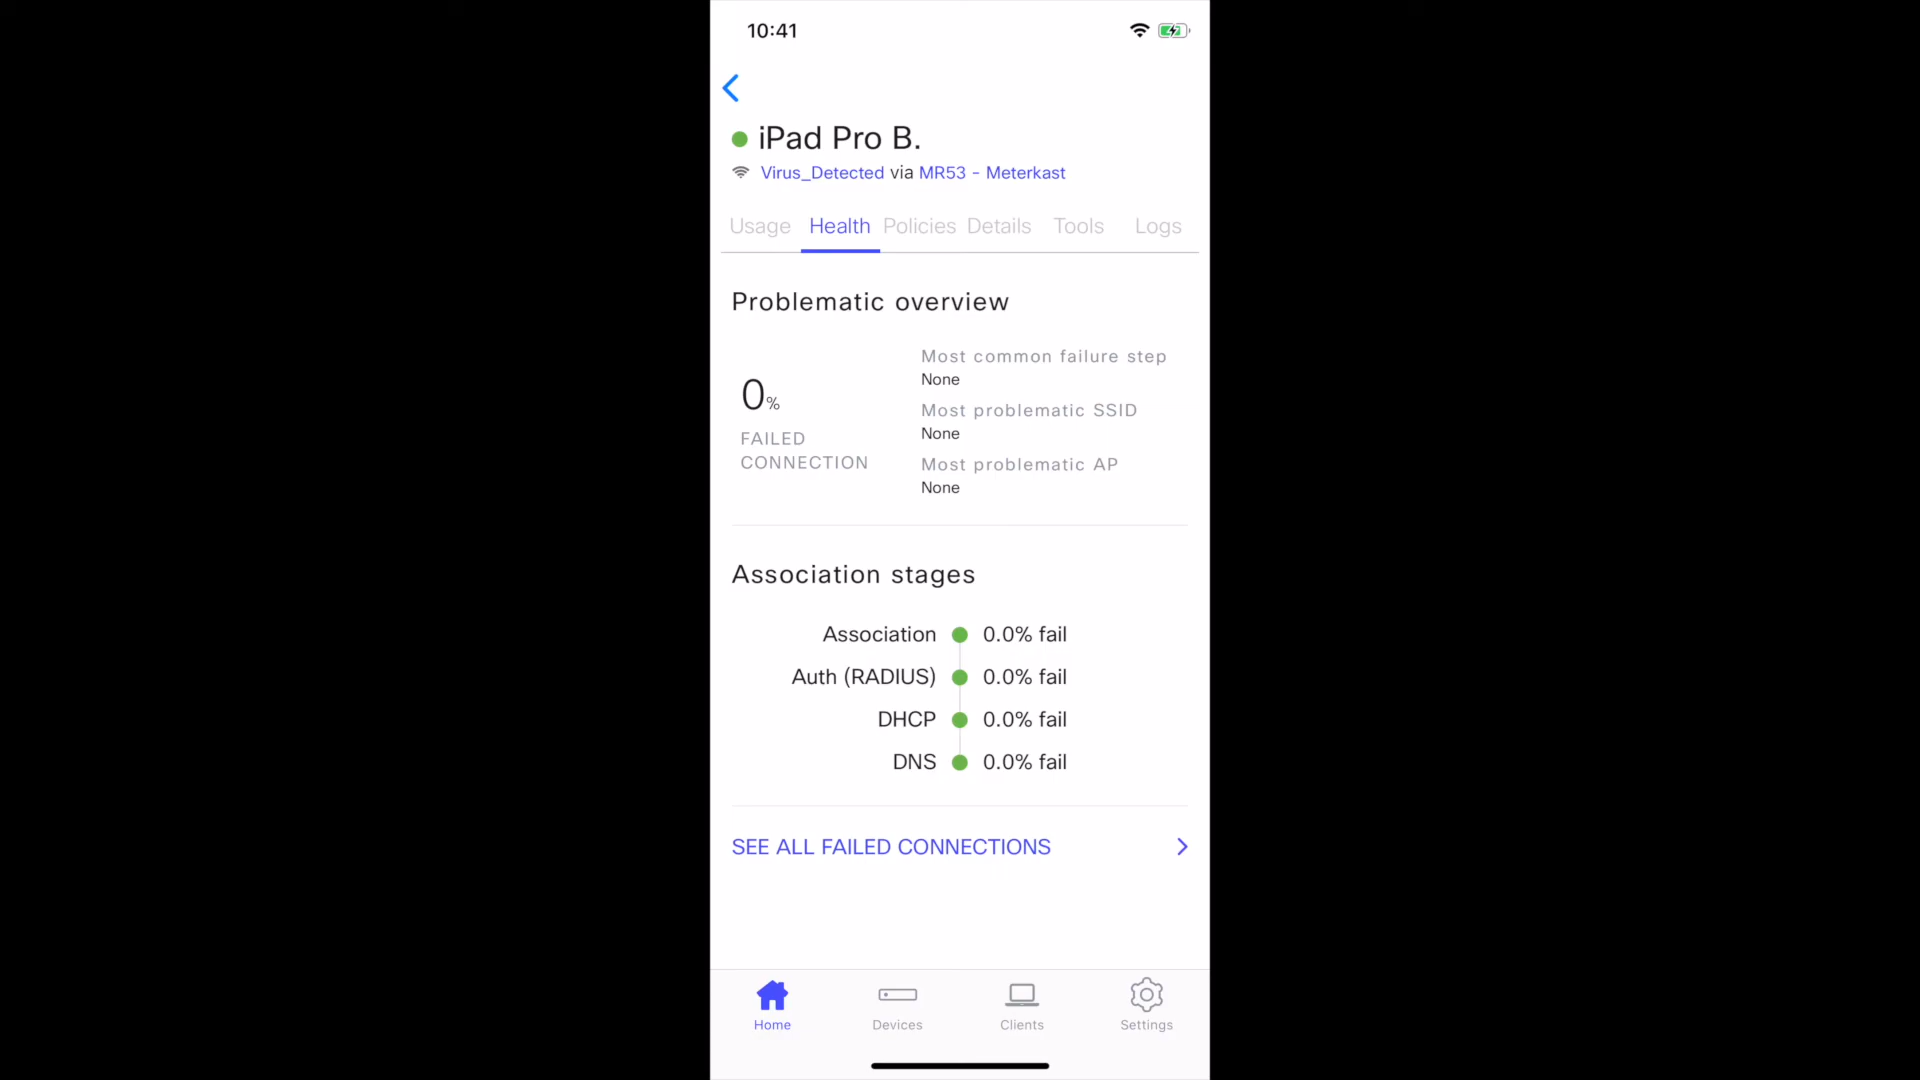 10:41
iPad Pro B.
Virus_Detected via MR53 - Meterkast
Usage Health Policies Details Tools Logs
Problematic overview
0%
FAILED
CONNECTION
Most common failure step
None
Most problematic SSID
None
Most problematic AP
None
Association stages
Association 0.0% fail
Auth (RADIUS) 0.0% fail
DHCP 0.0% fail
DNS 0.0% fail
SEE ALL FAILED CONNECTIONS
Home Devices Clients Settings